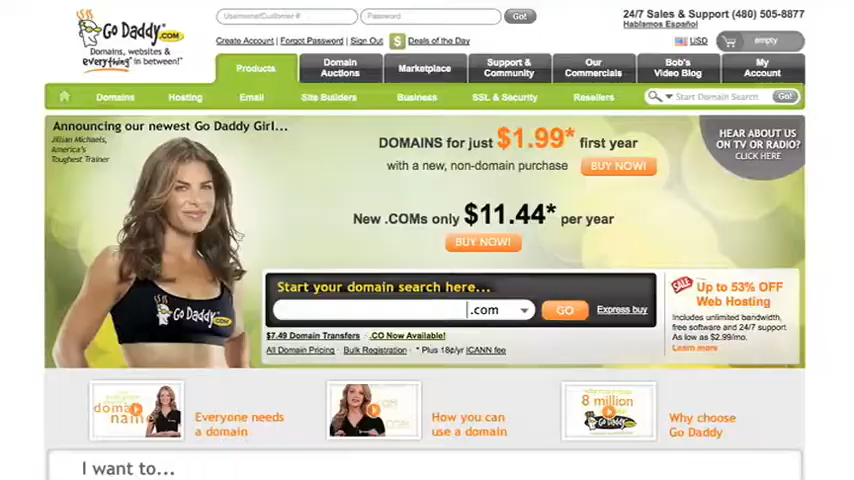 Username/Customer #
Password
Go!
24/7 Sales & Support (480) 505-8877
Hablamos Español
Go Daddy.COM
Domains, websites &
everything* in between!"
Create Account | Forgot Password | Sign Out
$ Deals of the Day
USD
empty
Products
Domain Auctions
Marketplace
Support & Community
Our Commercials
Bob's Video Blog
My Account
Domains
Hosting
Email
Site Builders
Business
SSL & Security
Resellers
Start Domain Search
Go!
Announcing our newest Go Daddy Girl...
Jillian Michaels,
America's
Toughest Trainer
DOMAINS for just $1.99* first year
with a new, non-domain purchase
BUY NOW!
HEAR ABOUT US
ON TV OR RADIO?
CLICK HERE
New .COMs only $11.44* per year
BUY NOW!
Go Daddy.COM
Start your domain search here...
.com
GO
Express buy
$7.49 Domain Transfers
.CO Now Available!
All Domain Pricing
Bulk Registration
* Plus 18¢/yr ICANN fee
SALE
Up to 53% OFF
Web Hosting
Includes unlimited bandwidth,
free software and 24/7 support
As low as $2.99/mo.
Learn more
Everyone needs
a domain
How you can
use a domain
8 million
Why choose
Go Daddy
I want to...